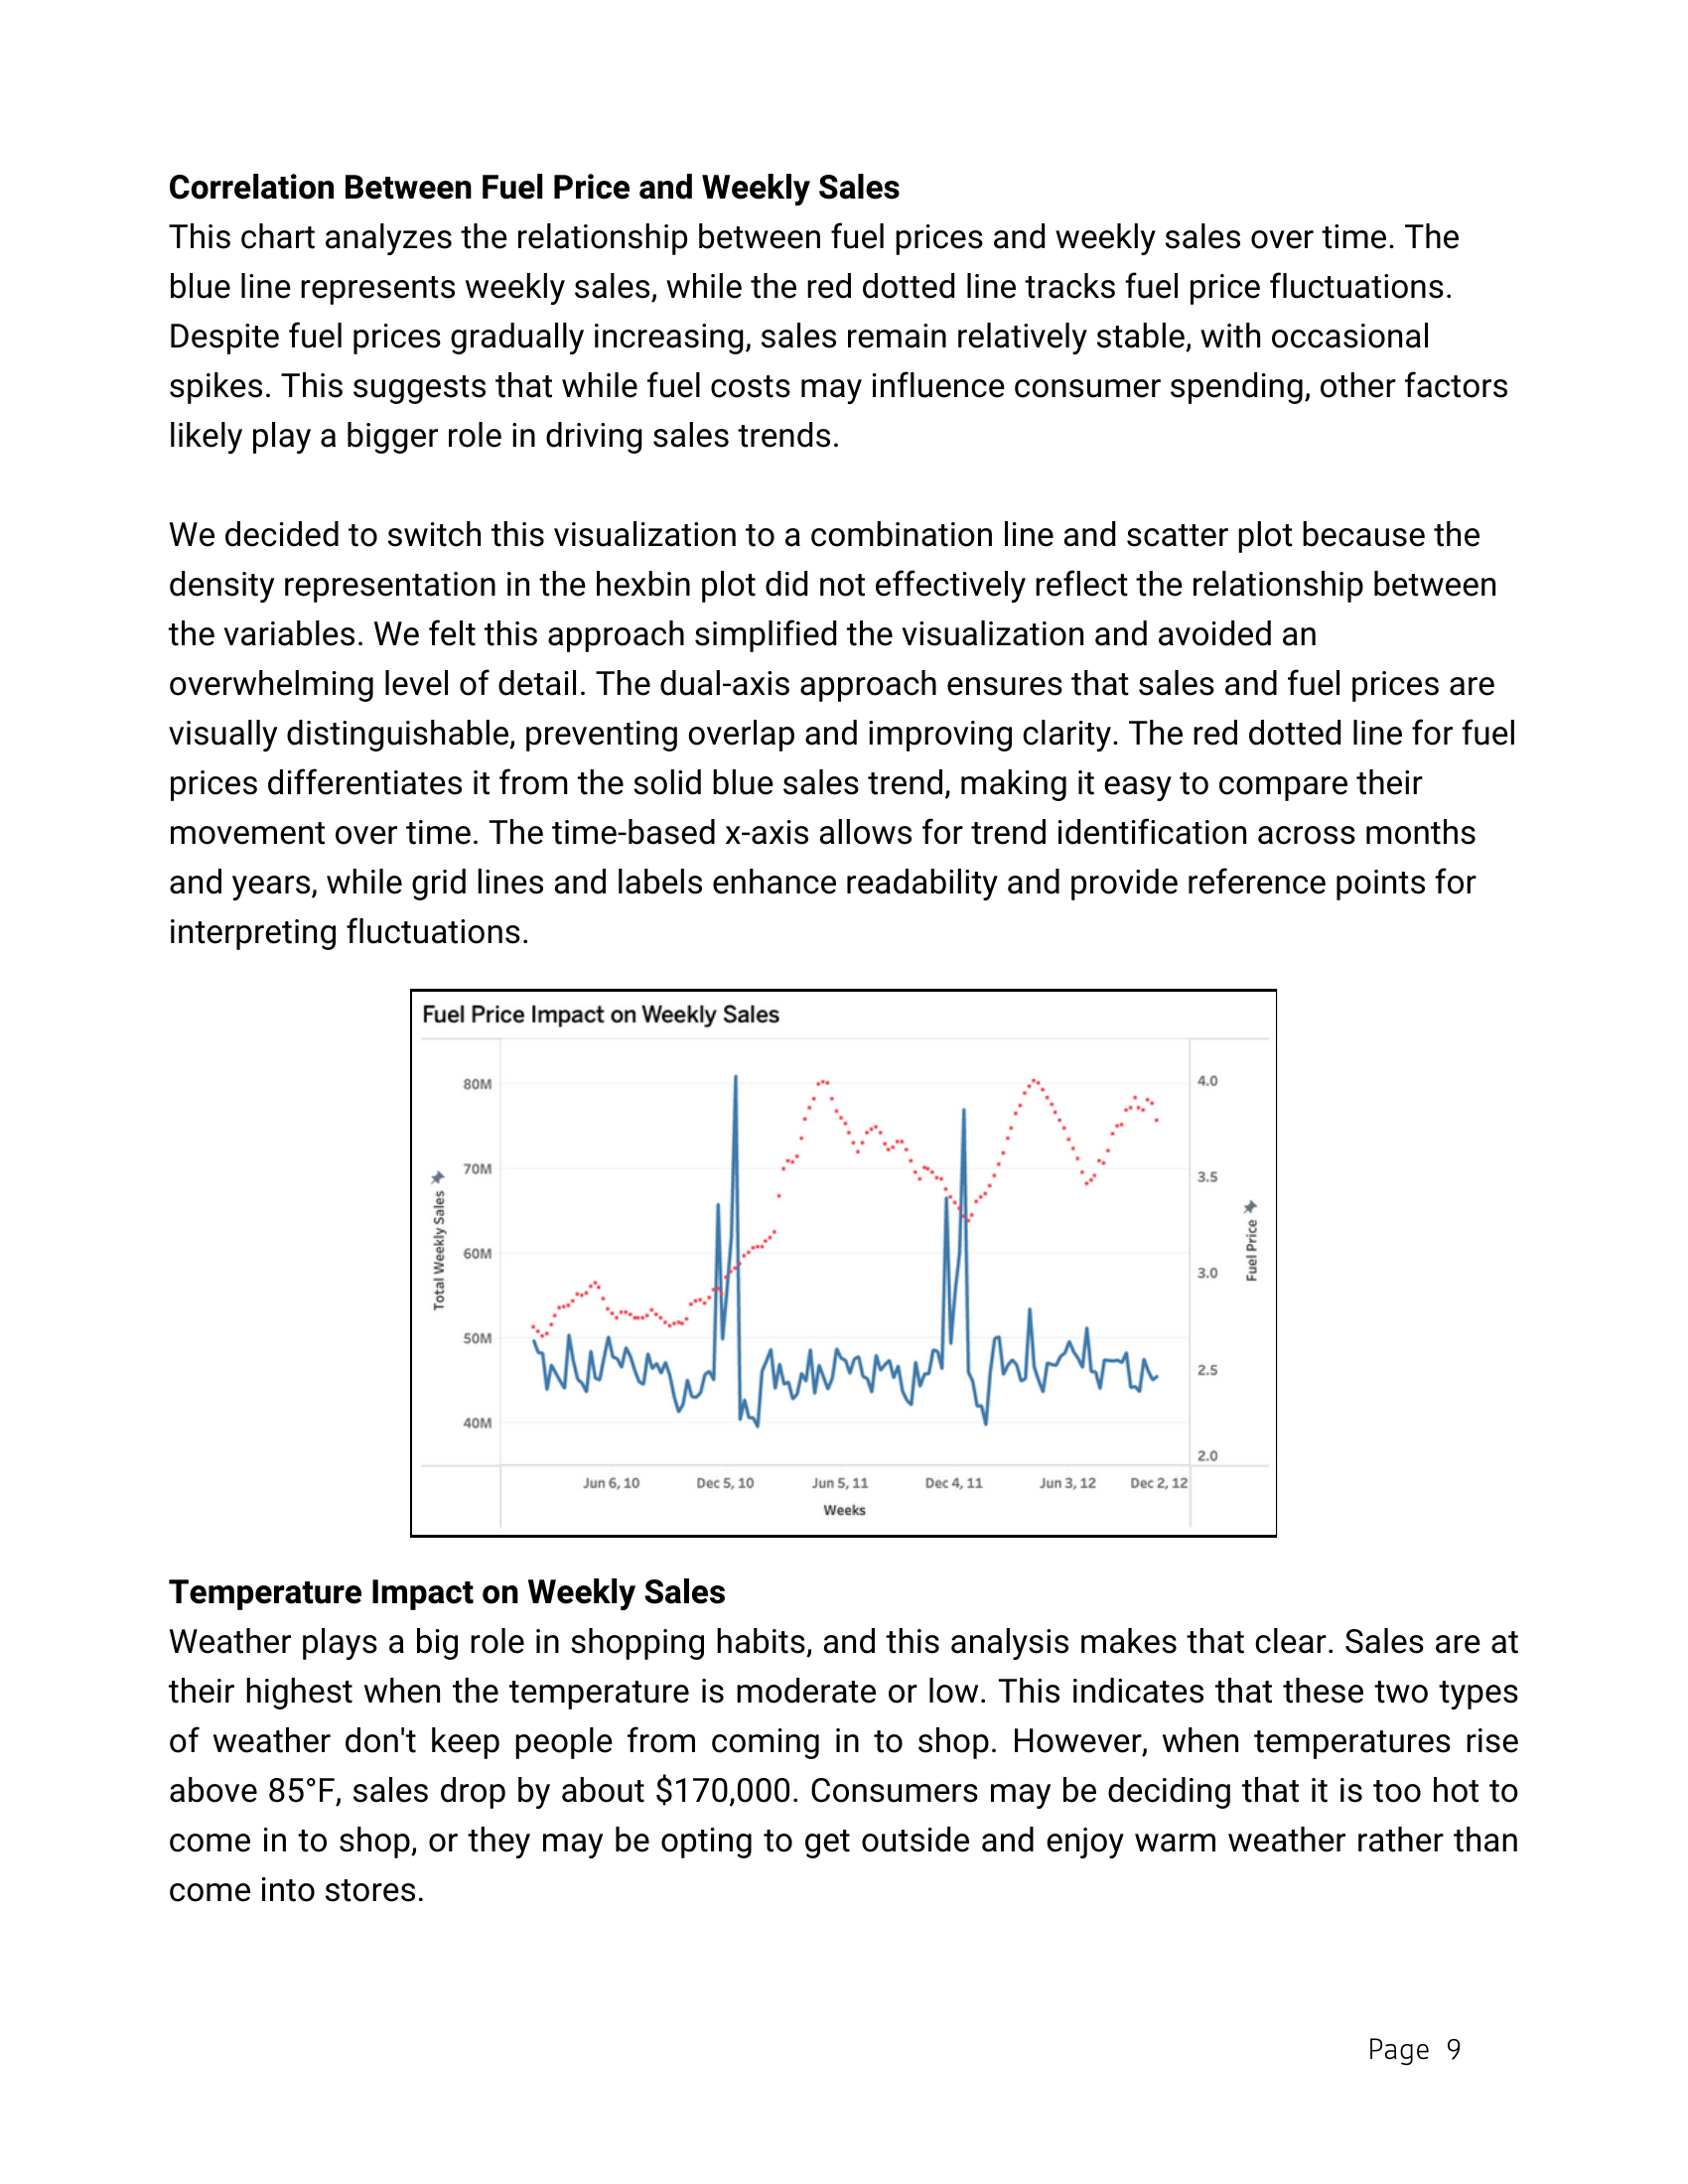 Correlation Between Fuel Price and Weekly Sales
This chart analyzes the relationship between fuel prices and weekly sales over time. The
blue line represents weekly sales, while the red dotted line tracks fuel price fluctuations.
Despite fuel prices gradually increasing, sales remain relatively stable, with occasional
spikes. This suggests that while fuel costs may influence consumer spending, other factors
likely play a bigger role in driving sales trends.
We decided to switch this visualization to a combination line and scatter plot because the
density representation in the hexbin plot did not effectively reflect the relationship between
the variables. We felt this approach simplified the visualization and avoided an
overwhelming level of detail. The dual-axis approach ensures that sales and fuel prices are
visually distinguishable, preventing overlap and improving clarity. The red dotted line for fuel
prices differentiates it from the solid blue sales trend, making it easy to compare their
movement over time. The time-based x-axis allows for trend identification across months
and years, while grid lines and labels enhance readability and provide reference points for
interpreting fluctuations.
Fuel Price Impact on Weekly Sales
Total Weekly Sales
80M
70M
60M
50M
40M
4.0
3.5
3.0
2.5
2.0
Fuel Price
Jun 6, 10 Dec 5, 10 Jun 5, 11 Dec 4, 11 Jun 3, 12 Dec 2, 12
Weeks
Temperature Impact on Weekly Sales
Weather plays a big role in shopping habits, and this analysis makes that clear. Sales are at
their highest when the temperature is moderate or low. This indicates that these two types
of weather don't keep people from coming in to shop. However, when temperatures rise
above 85°F, sales drop by about $170,000. Consumers may be deciding that it is too hot to
come in to shop, or they may be opting to get outside and enjoy warm weather rather than
come into stores.
Page 9